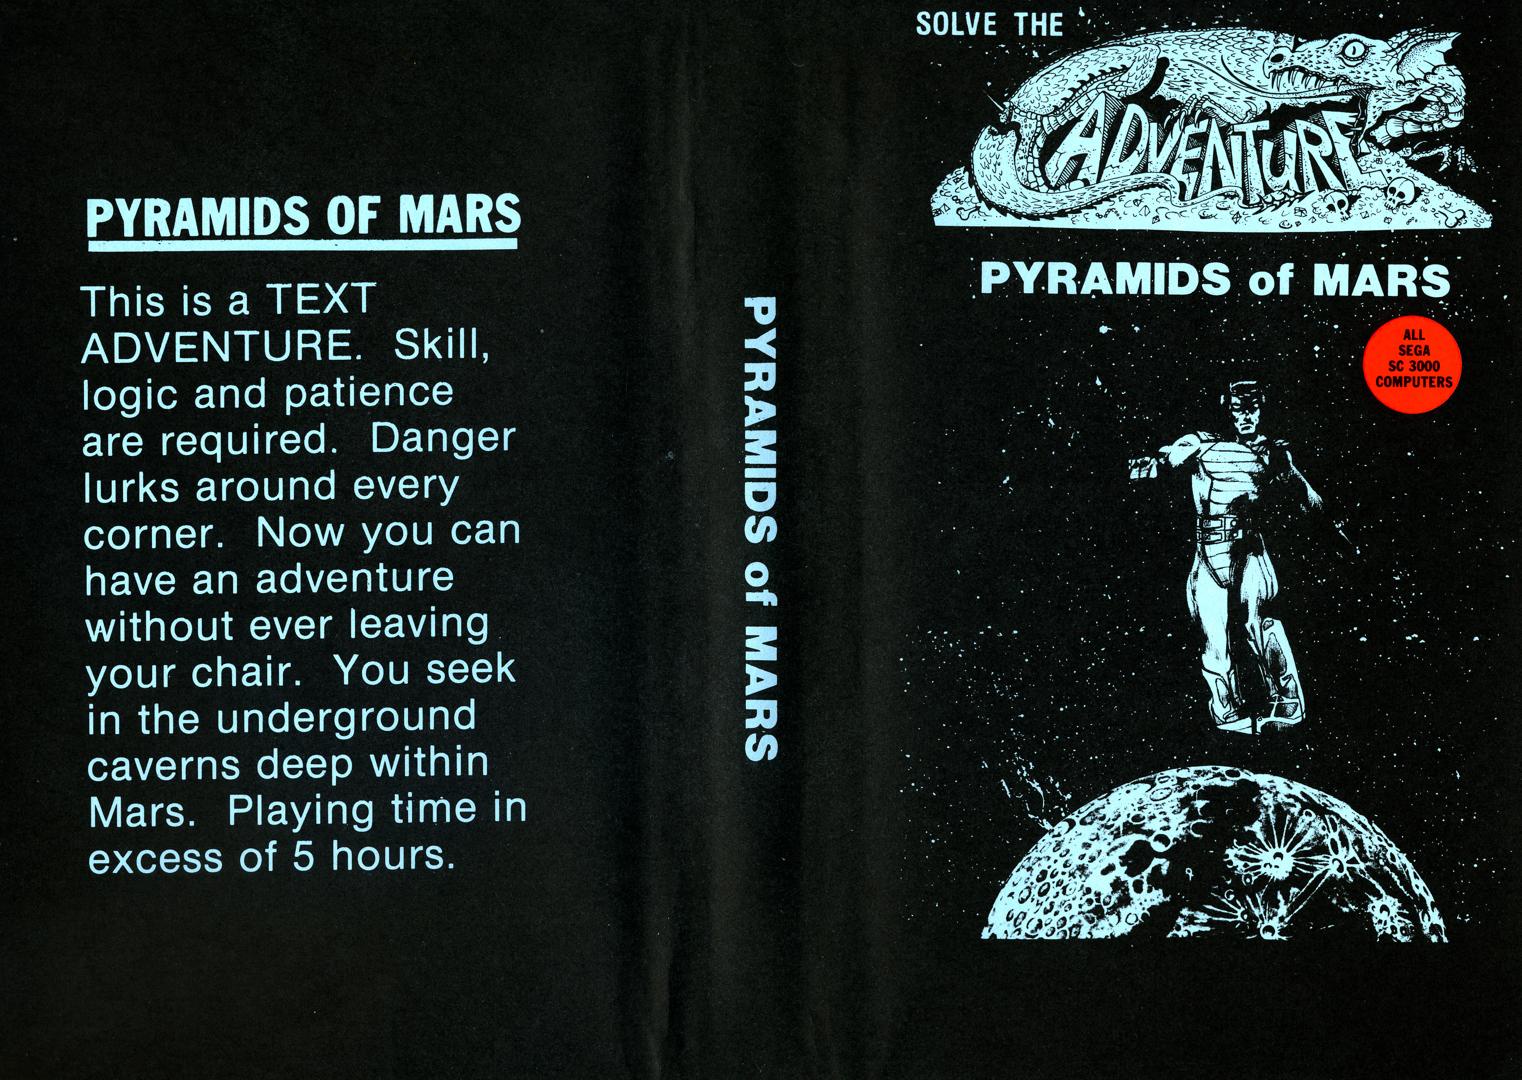 PYRAMIDS OF MARS
This is a TEXT
ADVENTURE.  Skill,
logic and patience
are required.  Danger
lurks around every
corner.  Now you can
have an adventure
without ever leaving
your chair.  You seek
in the underground
caverns deep within
Mars.  Playing time in
excess of 5 hours.
PYRAMIDS of MARS
SOLVE THE
ADVENTURE
PYRAMIDS of MARS
ALL
SEGA
SC 3000
COMPUTERS